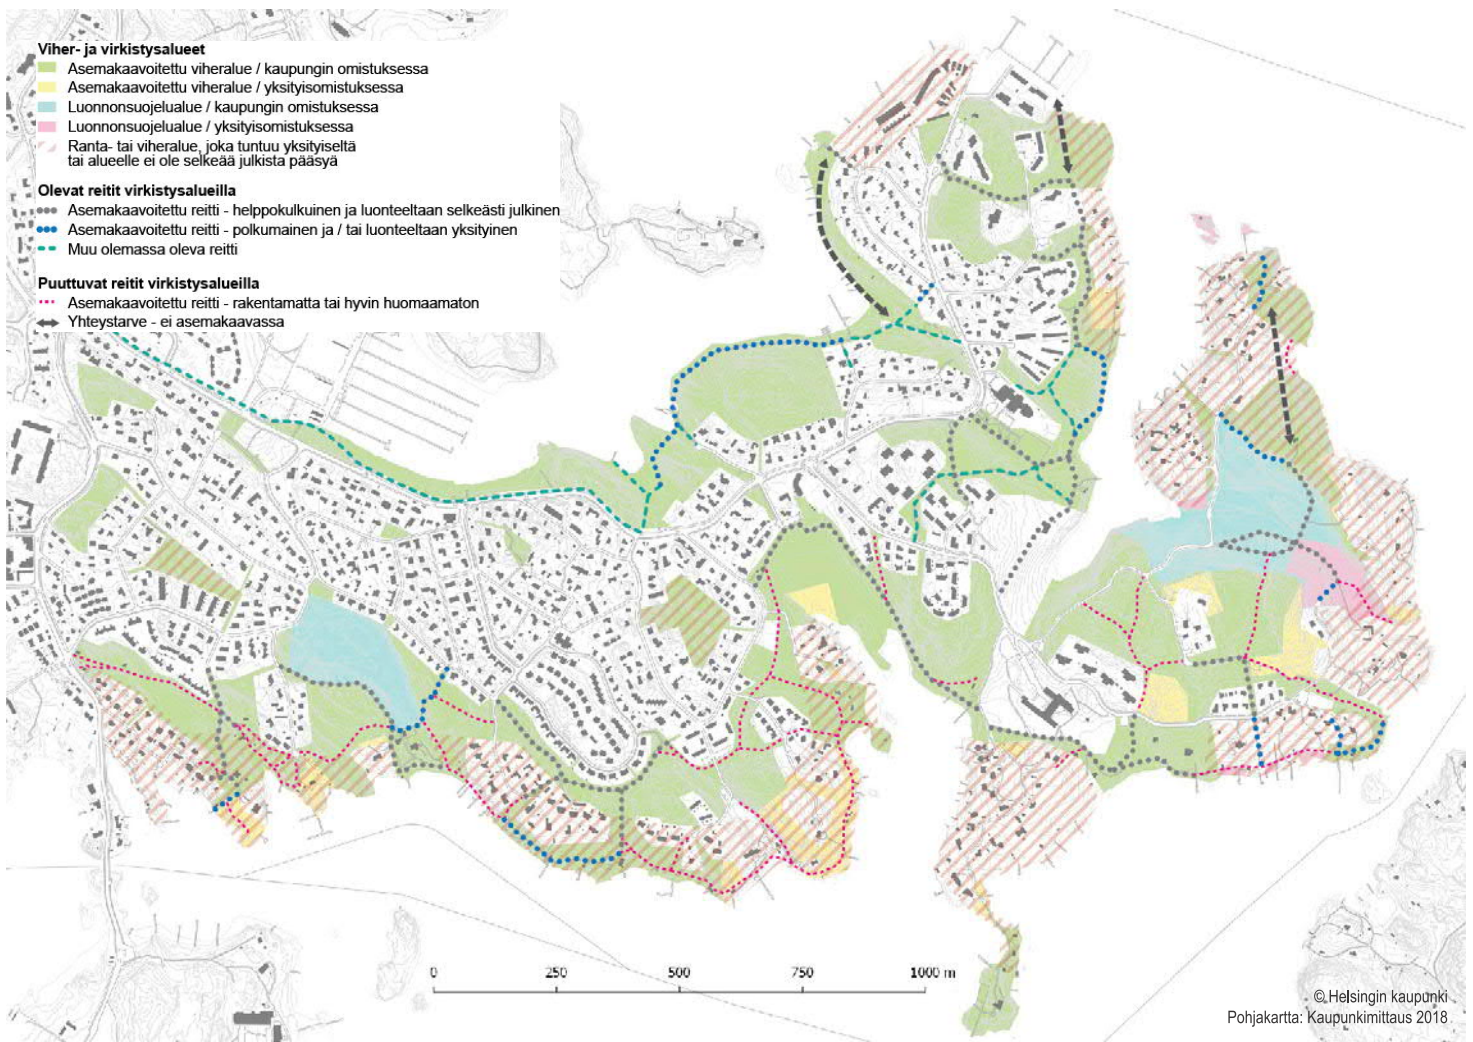 Viher- ja virkistysalueet
Asemakaavoitettu viheralue / kaupungin omistuksessa
Asemakaavoitettu viheralue / yksityisomistuksessa
Luonnonsuojelualue / kaupungin omistuksessa
Luonnonsuojelualue / yksityisomistuksessa
Ranta- tai viheralue, joka tuntuu yksityiseltä
tai alueelle ei ole selkeää julkista pääsyä
Olevat reitit virkistysalueilla
Asemakaavoitettu reitti - helppokulkuinen ja luonteeltaan selkeästi julkinen
Asemakaavoitettu reitti - polkumainen ja / tai luonteeltaan yksityinen
Muu olemassa oleva reitti
Puuttuvat reitit virkistysalueilla
Asemakaavoitettu reitti - rakentamatta tai hyvin huomaamaton
Yhteystarve - ei asemakaavassa
0 250 500 750 1000 m
© Helsingin kaupunki
Pohjakartta: Kaupunkimittaus 2018